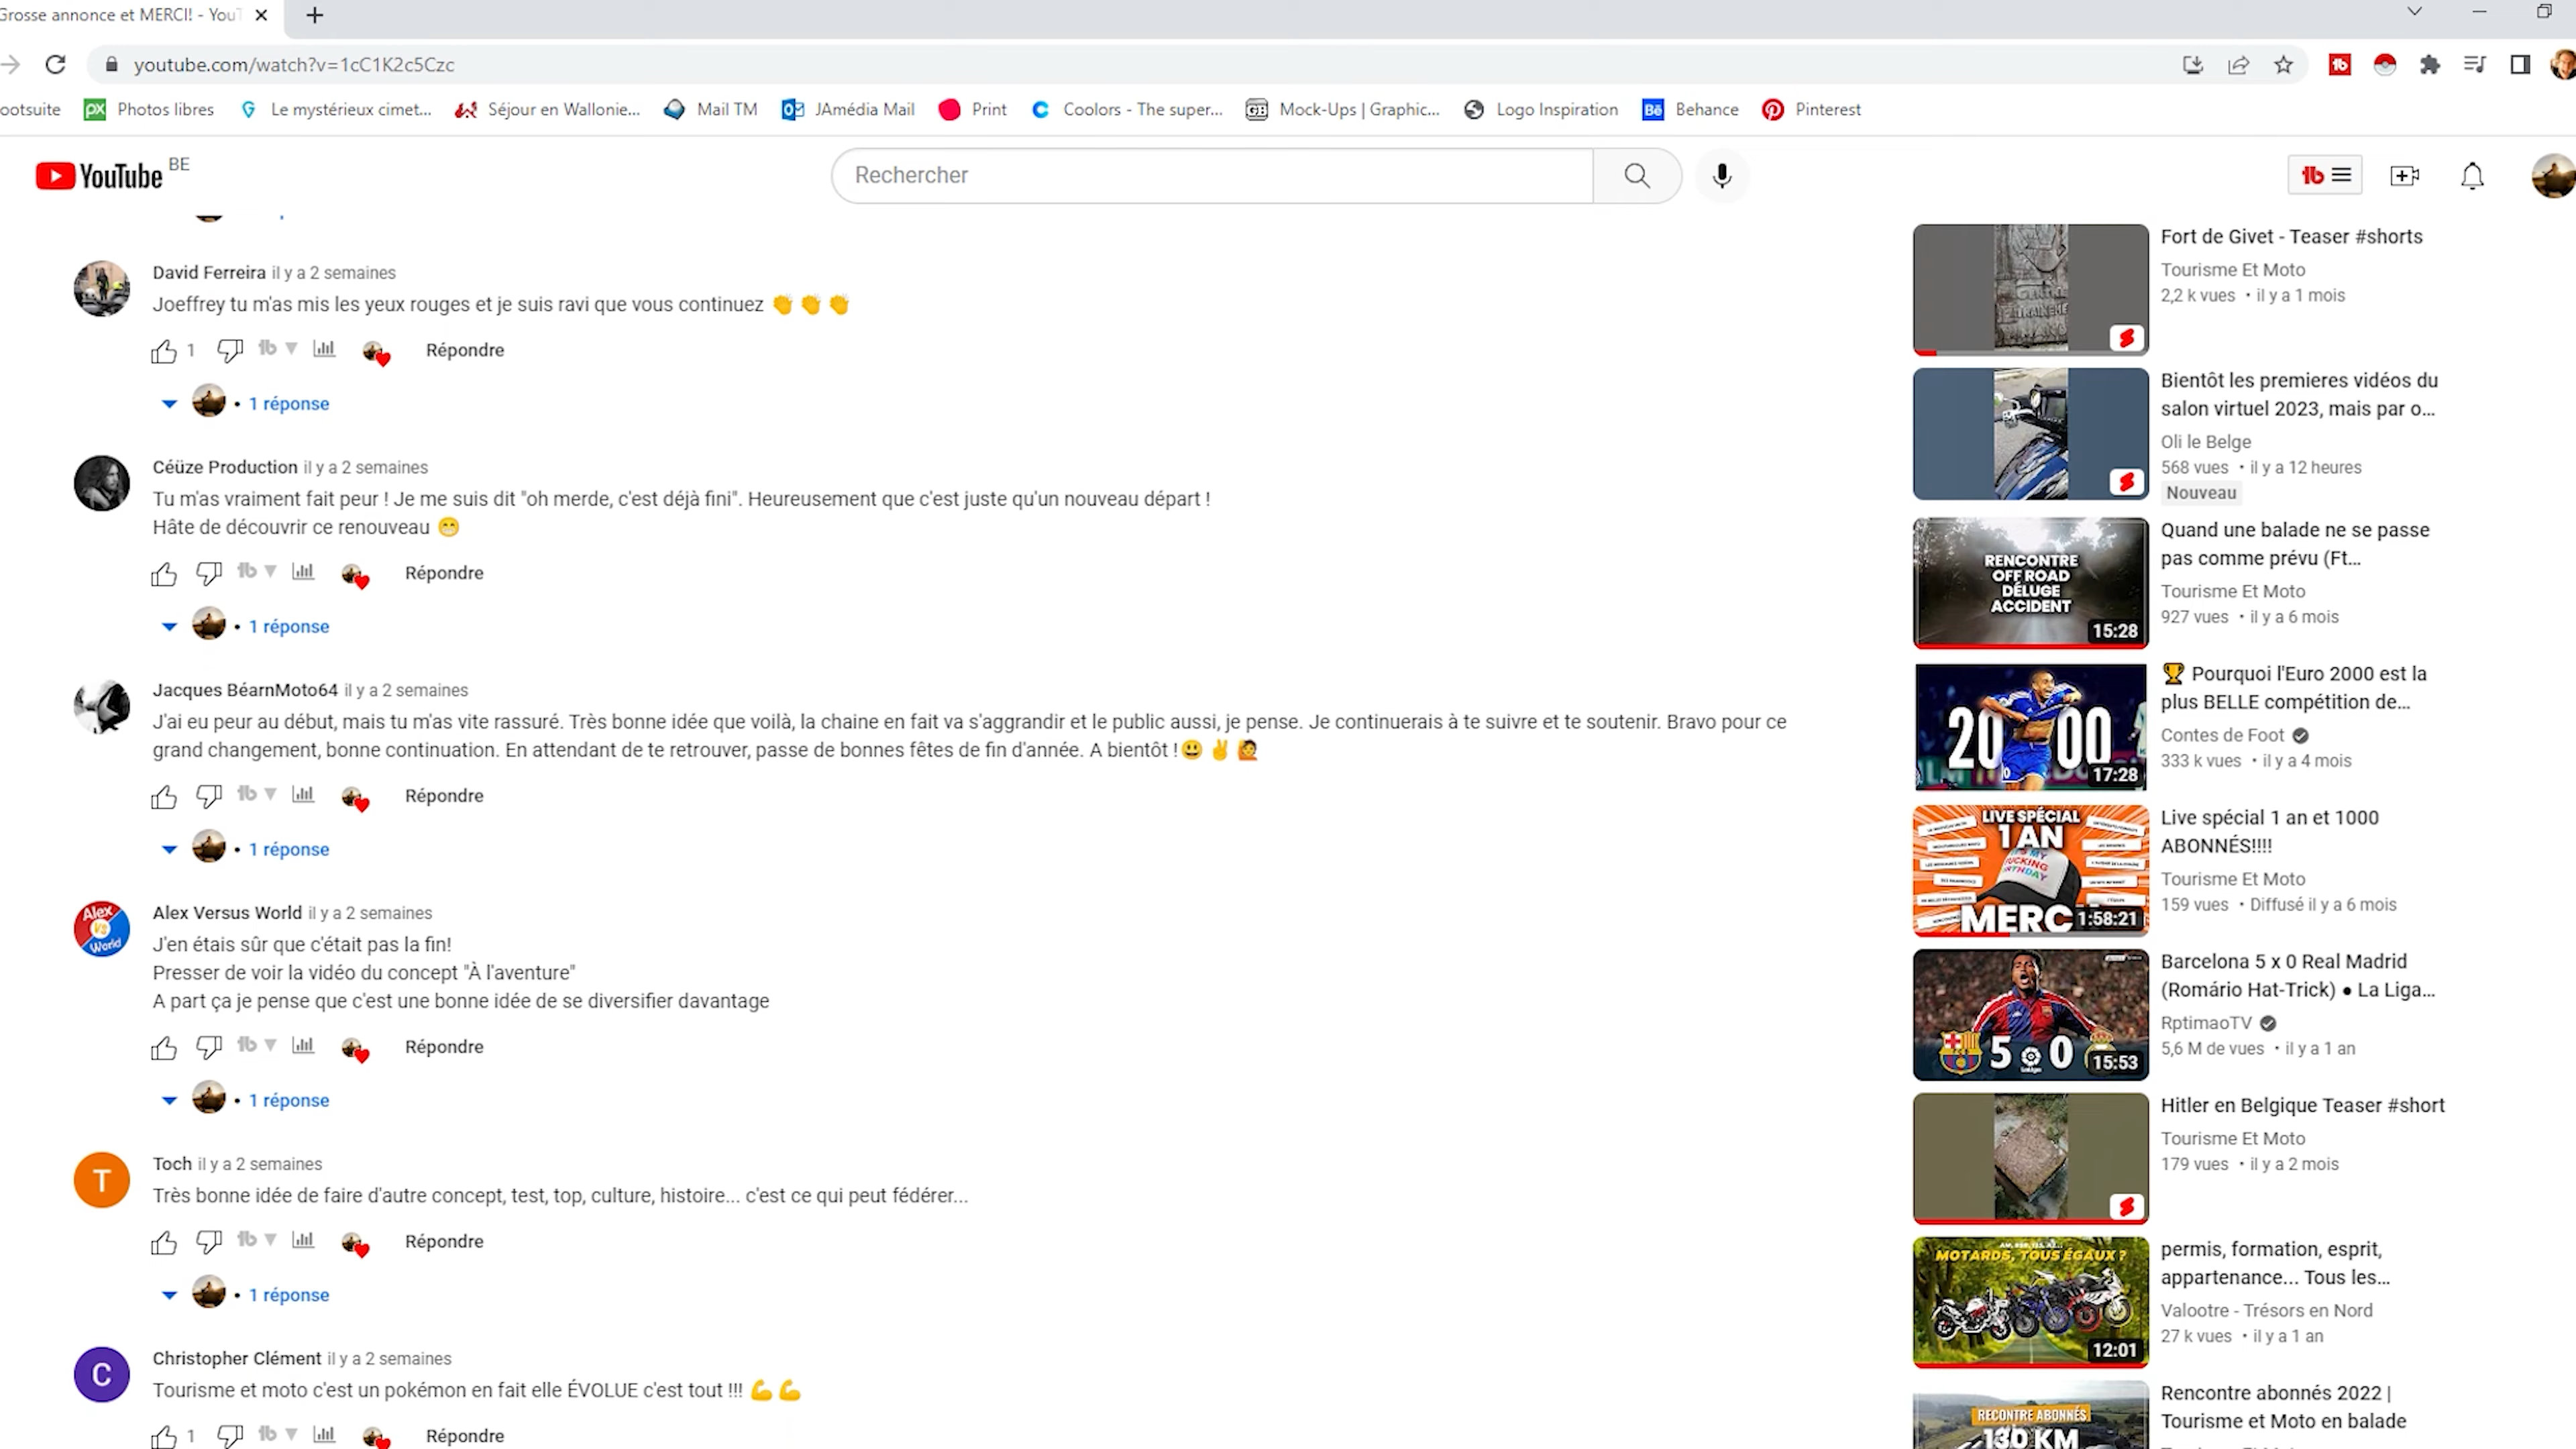 Grosse annonce et MERCI! - YouT
youtube.com/watch?v=1cC1K2c5Czc
ootsuite
Photos libres
Le mystérieux cimet...
Séjour en Wallonie...
Mail TM
JAmédia Mail
Print
Coolors - The super...
Mock-Ups | Graphic...
Logo Inspiration
Behance
Pinterest
YouTube BE
Rechercher
David Ferreira il y a 2 semaines
Joeffrey tu m'as mis les yeux rouges et je suis ravi que vous continuez 👏 👏 👏
1 Répondre
• 1 réponse
Céüze Production il y a 2 semaines
Tu m'as vraiment fait peur ! Je me suis dit "oh merde, c'est déjà fini". Heureusement que c'est juste qu'un nouveau départ !
Hâte de découvrir ce renouveau 😁
Répondre
• 1 réponse
Jacques BéarnMoto64 il y a 2 semaines
J'ai eu peur au début, mais tu m'as vite rassuré. Très bonne idée que voilà, la chaine en fait va s'aggrandir et le public aussi, je pense. Je continuerais à te suivre et te soutenir. Bravo pour ce
grand changement, bonne continuation. En attendant de te retrouver, passe de bonnes fêtes de fin d'année. A bientôt !😃 ✌ 🙋
Répondre
• 1 réponse
Alex Versus World il y a 2 semaines
Alex
VS
World
J'en étais sûr que c'était pas la fin!
Presser de voir la vidéo du concept "À l'aventure"
A part ça je pense que c'est une bonne idée de se diversifier davantage
Répondre
• 1 réponse
T
Toch il y a 2 semaines
Très bonne idée de faire d'autre concept, test, top, culture, histoire... c'est ce qui peut fédérer...
Répondre
• 1 réponse
C
Christopher Clément il y a 2 semaines
Tourisme et moto c'est un pokémon en fait elle ÉVOLUE c'est tout !!! 💪 💪
1 Répondre
Fort de Givet - Teaser #shorts
Tourisme Et Moto
2,2 k vues • il y a 1 mois
Bientôt les premieres vidéos du
salon virtuel 2023, mais par o...
Oli le Belge
568 vues • il y a 12 heures
Nouveau
RENCONTRE
OFF ROAD
DÉLUGE
ACCIDENT
15:28
Quand une balade ne se passe
pas comme prévu (Ft...
Tourisme Et Moto
927 vues • il y a 6 mois
2000
17:28
🏆 Pourquoi l'Euro 2000 est la
plus BELLE compétition de...
Contes de Foot
333 k vues • il y a 4 mois
LIVE SPÉCIAL
1 AN
FUCKING
MERC
1:58:21
Live spécial 1 an et 1000
ABONNÉS!!!!
Tourisme Et Moto
159 vues • Diffusé il y a 6 mois
5 0
15:53
Barcelona 5 x 0 Real Madrid
(Romário Hat-Trick) ● La Liga...
RptimaoTV
5,6 M de vues • il y a 1 an
Hitler en Belgique Teaser #short
Tourisme Et Moto
179 vues • il y a 2 mois
MOTARDS, TOUS ÉGAUX ?
12:01
permis, formation, esprit,
appartenance... Tous les...
Valootre - Trésors en Nord
27 k vues • il y a 1 an
RECONTRE ABONNÉS
130 KM
Rencontre abonnés 2022 |
Tourisme et Moto en balade